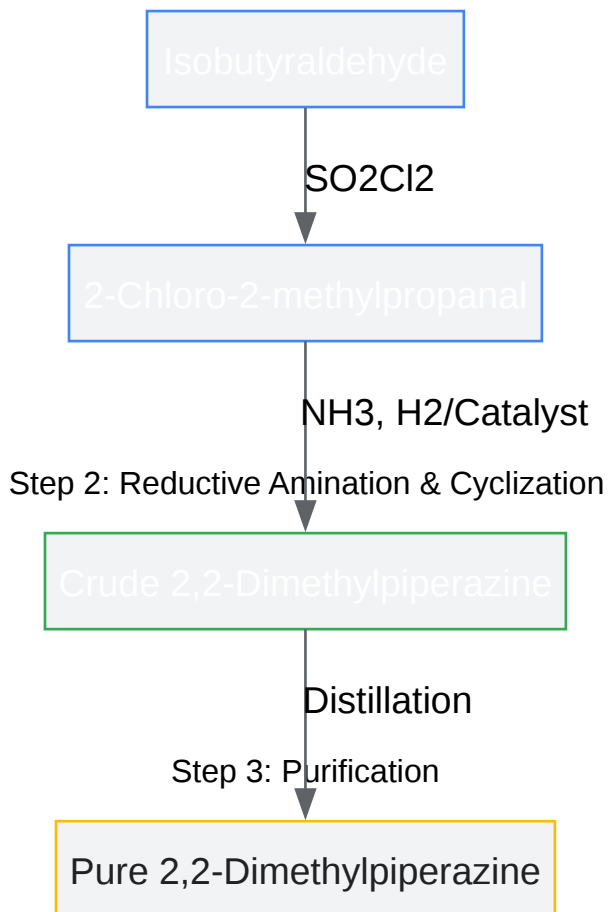 Isobutyraldehyde
SO2Cl2
2-Chloro-2-methylpropanal
NH3, H2/Catalyst
Step 2: Reductive Amination & Cyclization
Crude 2,2-Dimethylpiperazine
Distillation
Step 3: Purification
Pure 2,2-Dimethylpiperazine